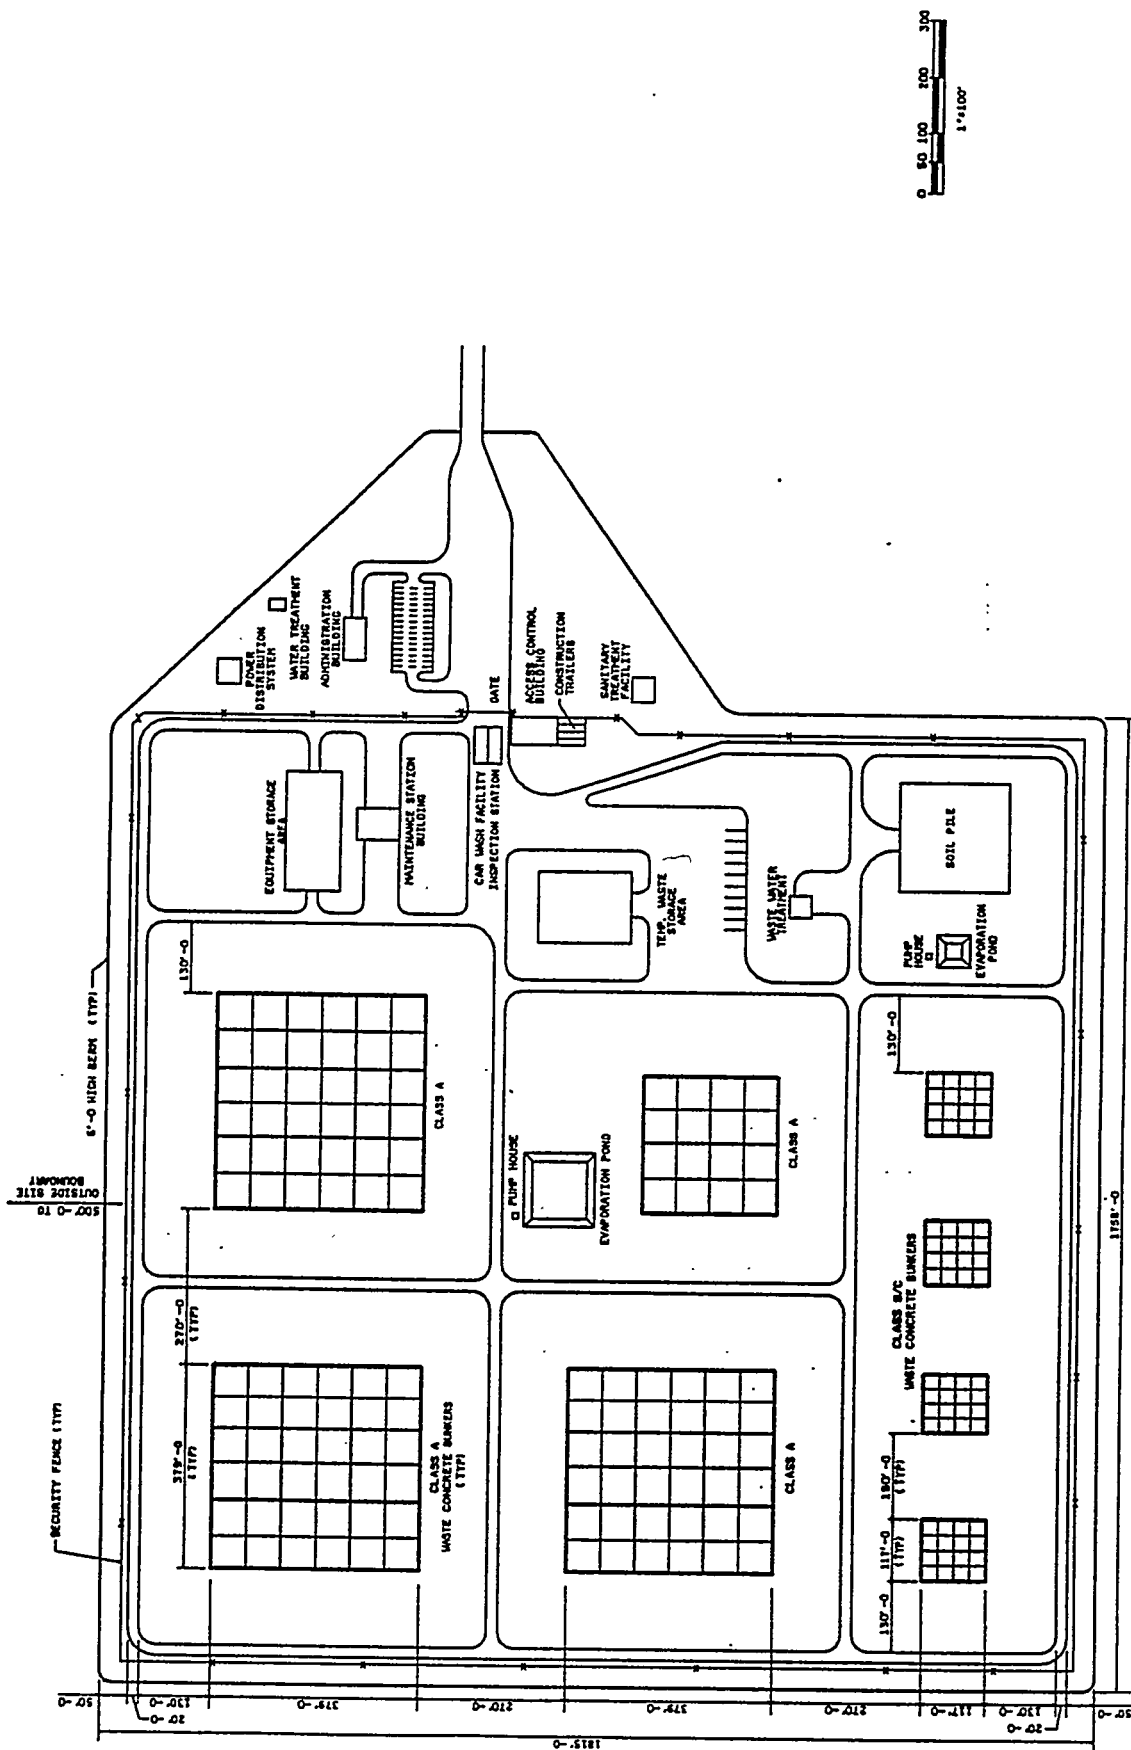 0 50 100 200 300
1"=100'
POWER
DISTRIBUTION
SYSTEM
WATER TREATMENT
BUILDING
ADMINISTRATION
BUILDING
GATE
ACCESS CONTROL
BUILDING
CONSTRUCTION
TRAILERS
SANITARY
TREATMENT
FACILITY
EQUIPMENT STORAGE
AREA
MAINTENANCE STATION
BUILDING
CAR WASH FACILITY
INSPECTION STATION
TEMP. WASTE
STORAGE
AREA
WASTE WATER
TREATMENT
SOIL PILE
PUMP
HOUSE
EVAPORATION
POND
6'-0 HIGH BERM (TYP)
500'-0 TO
OUTSIDE SITE
BOUNDARY
SECURITY FENCE (TYP)
130'-0
CLASS A
270'-0
(TYP)
379'-0
(TYP)
CLASS A
WASTE CONCRETE BUNKERS
(TYP)
PUMP HOUSE
EVAPORATION POND
CLASS A
CLASS A
130'-0
CLASS B/C
WASTE CONCRETE BUNKERS
190'-0
(TYP)
117'-0
(TYP)
130'-0
1758'-0
50'-0
20'-0
130'-0
379'-0
270'-0
379'-0
270'-0
117'-0
130'-0
20'-0
50'-0
1815'-0